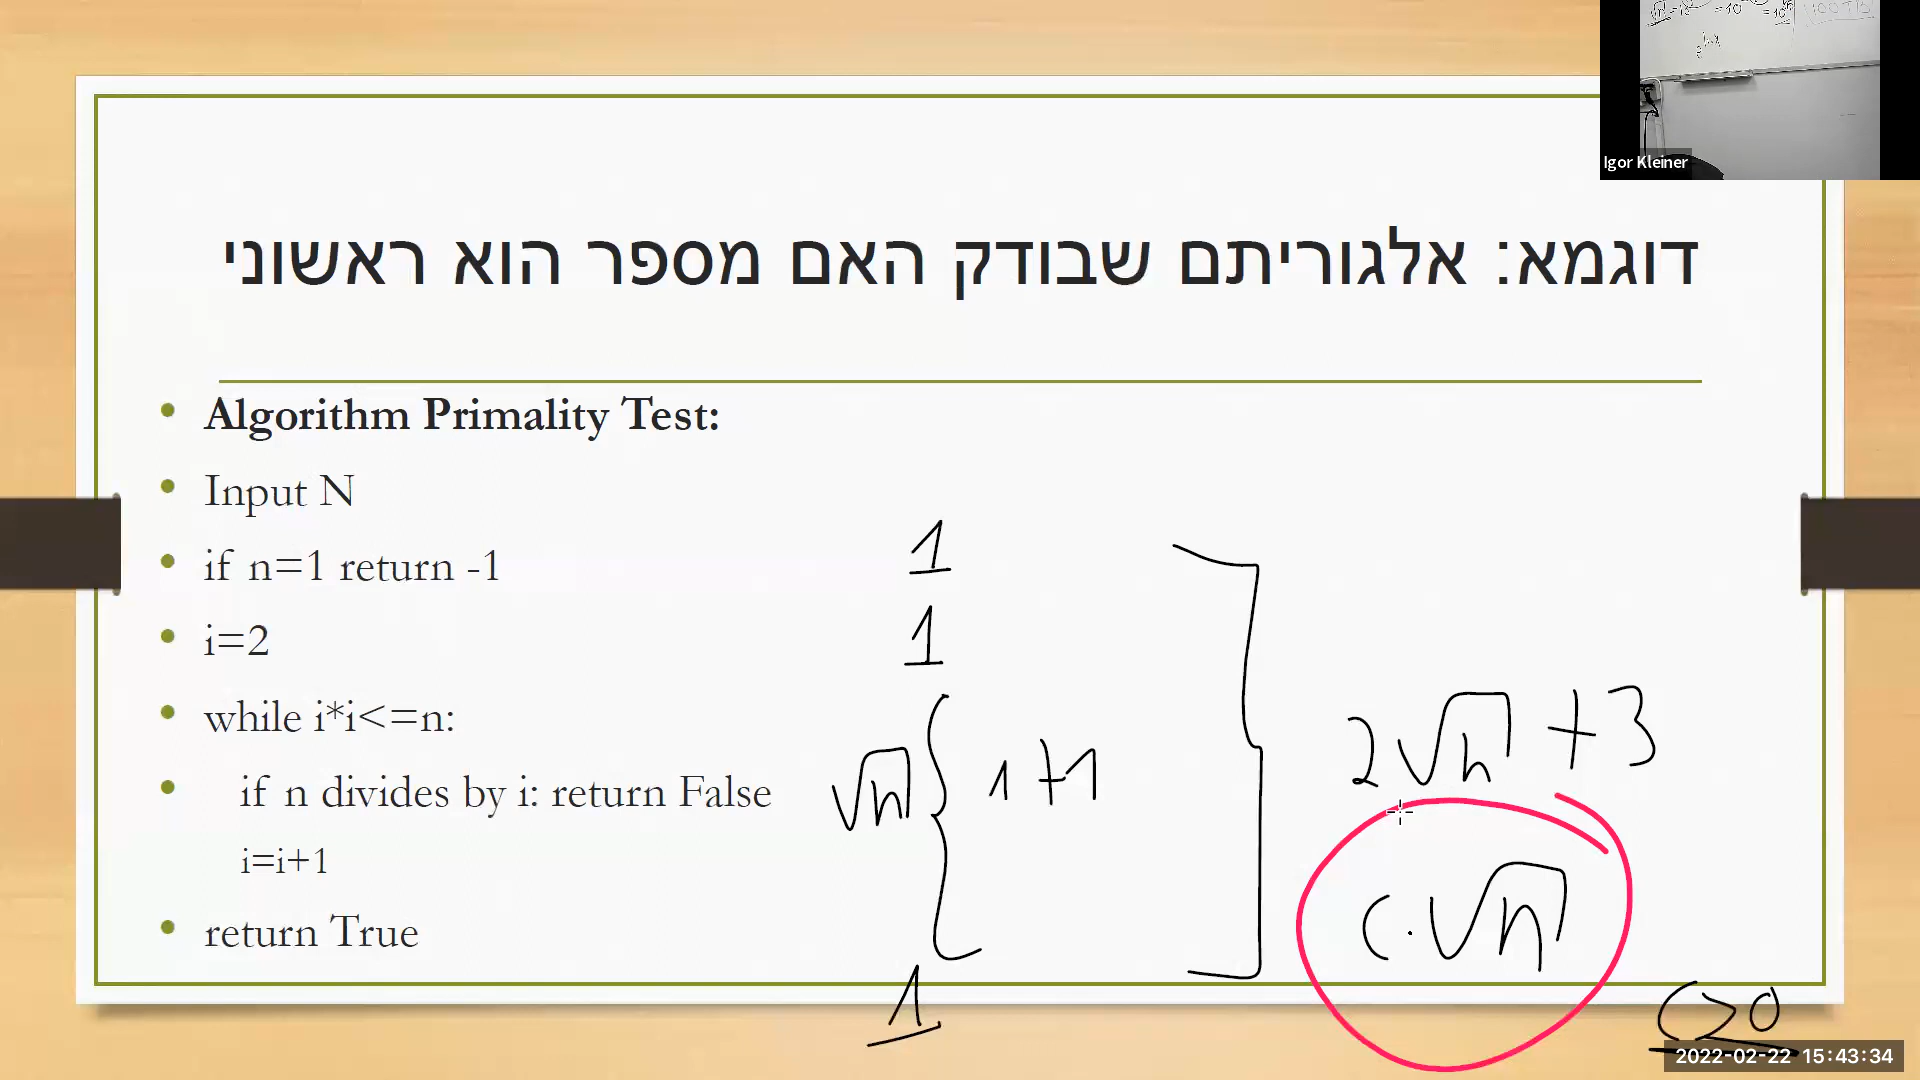 דוגמא: אלגוריתם שבודק האם מספר הוא ראשוני
Algorithm Primality Test:
Input N
if n=1 return -1
1
i=2
1
while i*i<=n:
if n divides by i: return False
√n { 1+1
i=i+1
return True
1
2√n + 3
c·√n
c>0
Igor Kleiner
2022-02-22 15:43:34